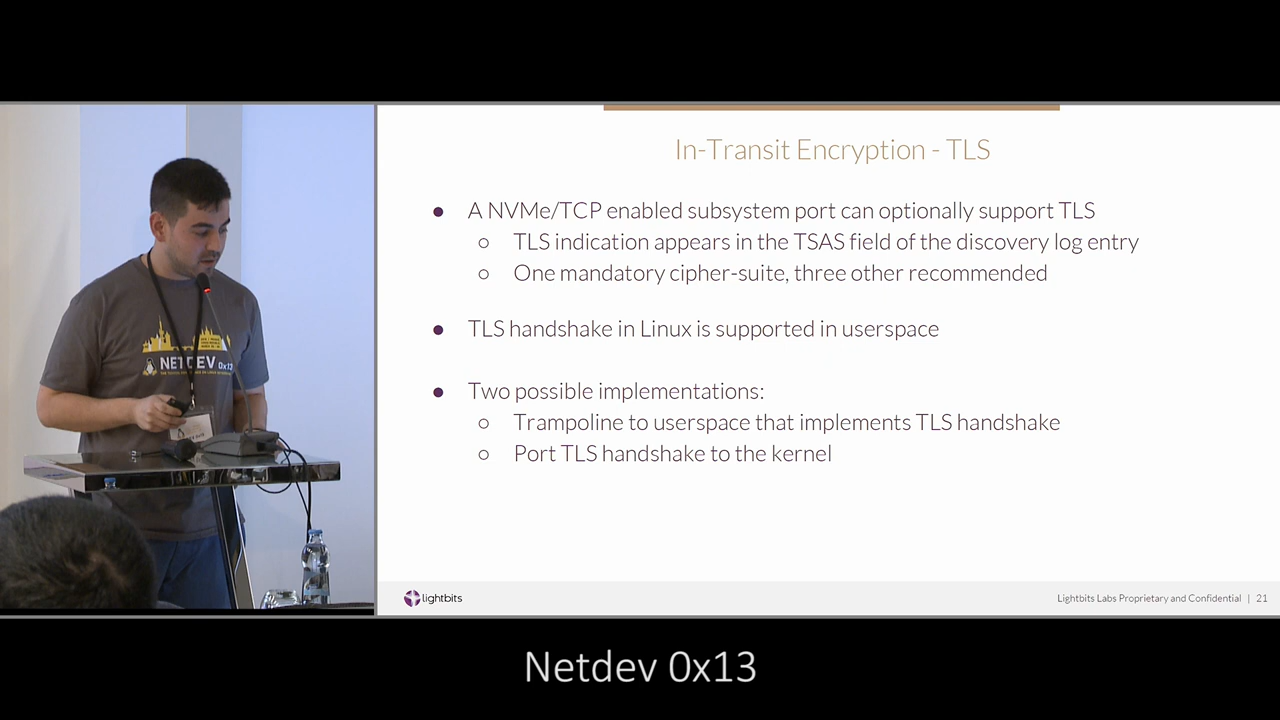 In-Transit Encryption - TLS
● A NVMe/TCP enabled subsystem port can optionally support TLS
○ TLS indication appears in the TSAS field of the discovery log entry
○ One mandatory cipher-suite, three other recommended
● TLS handshake in Linux is supported in userspace
● Two possible implementations:
○ Trampoline to userspace that implements TLS handshake
○ Port TLS handshake to the kernel
NETDEV 0x13
lightbits
Lightbits Labs Proprietary and Confidential | 21
Netdev 0x13